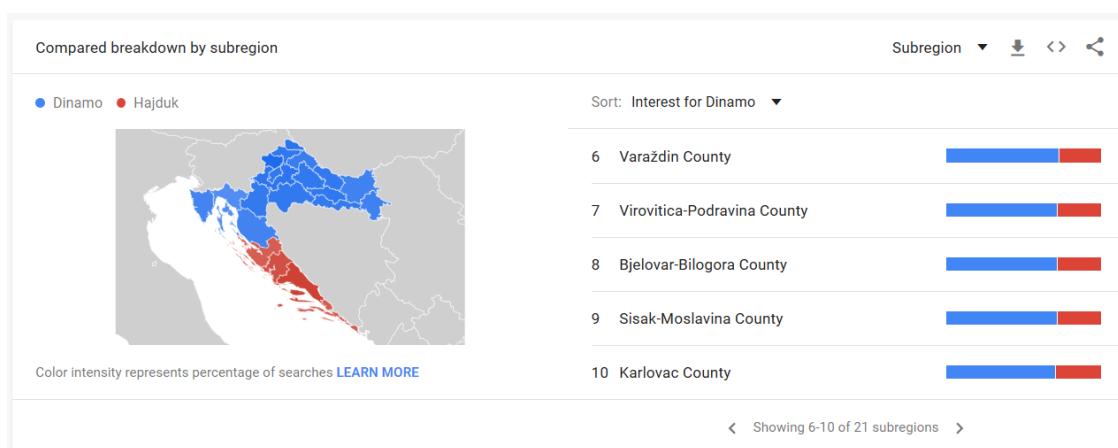 Compared breakdown by subregion
Subregion
Dinamo Hajduk
Sort: Interest for Dinamo
6 Varaždin County
7 Virovitica-Podravina County
8 Bjelovar-Bilogora County
9 Sisak-Moslavina County
10 Karlovac County
Color intensity represents percentage of searches LEARN MORE
Showing 6-10 of 21 subregions